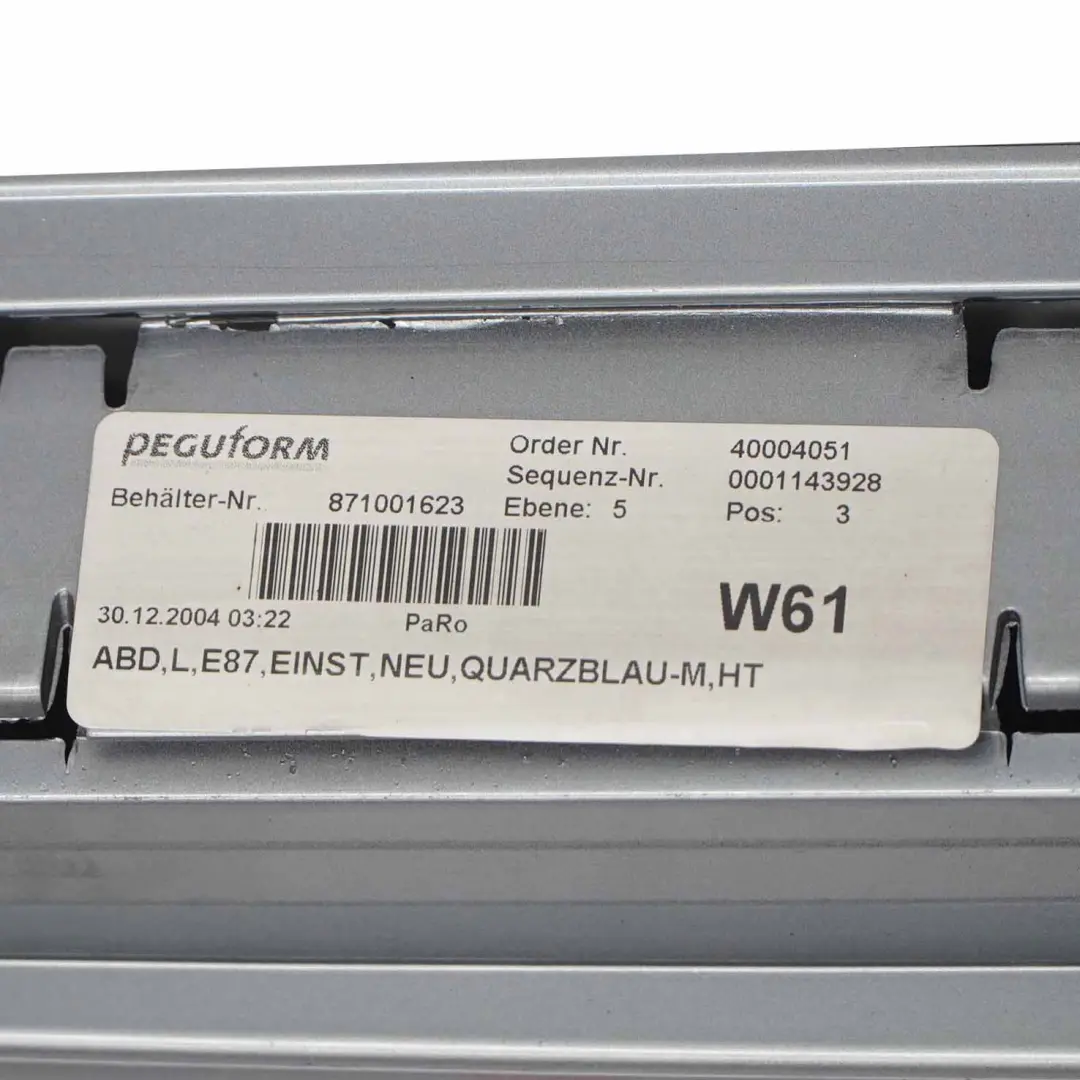 PEGUfORM
Order Nr. 40004051
Sequenz-Nr. 0001143928
Behälter-Nr. 871001623 Ebene: 5 Pos: 3
30.12.2004 03:22 PaRo W61
ABD,L,E87,EINST,NEU,QUARZBLAU-M,HT